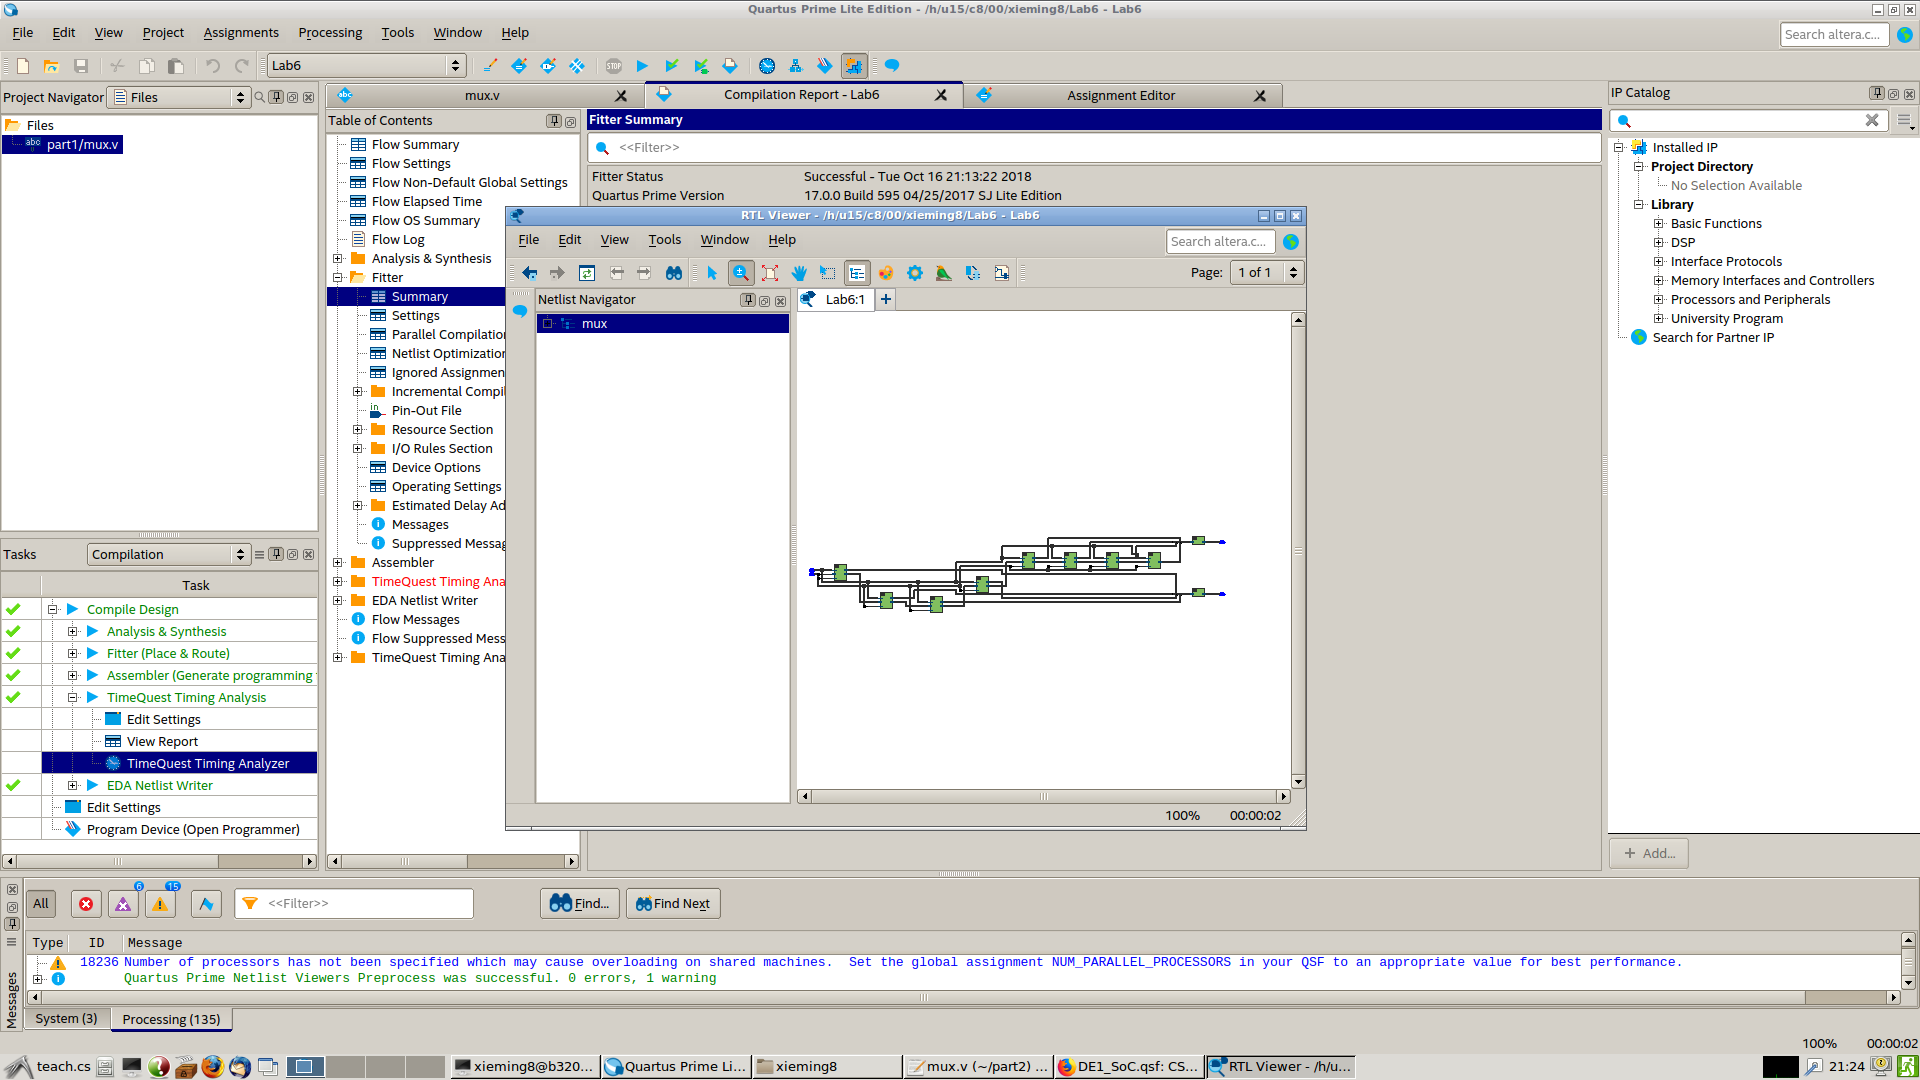 Quartus Prime Lite Edition - /h/u15/c8/00/xieming8/Lab6 - Lab6
File Edit View Project Assignments Processing Tools Window Help
Search altera.c...
Lab6
STOP
Project Navigator Files
Files
abc part1/mux.v
abc mux.v
Compilation Report - Lab6
Assignment Editor
Table of Contents
Flow Summary
Flow Settings
Flow Non-Default Global Settings
Flow Elapsed Time
Flow OS Summary
Flow Log
Analysis & Synthesis
Fitter
Summary
Settings
Parallel Compilation
Netlist Optimization
Ignored Assignmen
Incremental Compil
Pin-Out File
Resource Section
I/O Rules Section
Device Options
Operating Settings
Estimated Delay Ad
Messages
Suppressed Messag
Assembler
TimeQuest Timing Ana
EDA Netlist Writer
Flow Messages
Flow Suppressed Mess
TimeQuest Timing Ana
Fitter Summary
<<Filter>>
Fitter Status Successful - Tue Oct 16 21:13:22 2018
Quartus Prime Version 17.0.0 Build 595 04/25/2017 SJ Lite Edition
RTL Viewer - /h/u15/c8/00/xieming8/Lab6 - Lab6
File Edit View Tools Window Help
Search altera.c...
Page: 1 of 1
Netlist Navigator
mux
Lab6:1
100% 00:00:02
IP Catalog
Installed IP
Project Directory
No Selection Available
Library
Basic Functions
DSP
Interface Protocols
Memory Interfaces and Controllers
Processors and Peripherals
University Program
Search for Partner IP
+ Add...
Tasks Compilation
Task
Compile Design
Analysis & Synthesis
Fitter (Place & Route)
Assembler (Generate programming
TimeQuest Timing Analysis
Edit Settings
View Report
TimeQuest Timing Analyzer
EDA Netlist Writer
Edit Settings
Program Device (Open Programmer)
Messages
All
6
15
<<Filter>>
Find...
Find Next
Type ID Message
18236 Number of processors has not been specified which may cause overloading on shared machines. Set the global assignment NUM_PARALLEL_PROCESSORS in your QSF to an appropriate value for best performance.
Quartus Prime Netlist Viewers Preprocess was successful. 0 errors, 1 warning
System (3) Processing (135)
100% 00:00:02
teach.cs
xieming8@b320...
Quartus Prime Li...
xieming8
mux.v (~/part2) ...
DE1_SoC.qsf: CS...
RTL Viewer - /h/u...
21:24